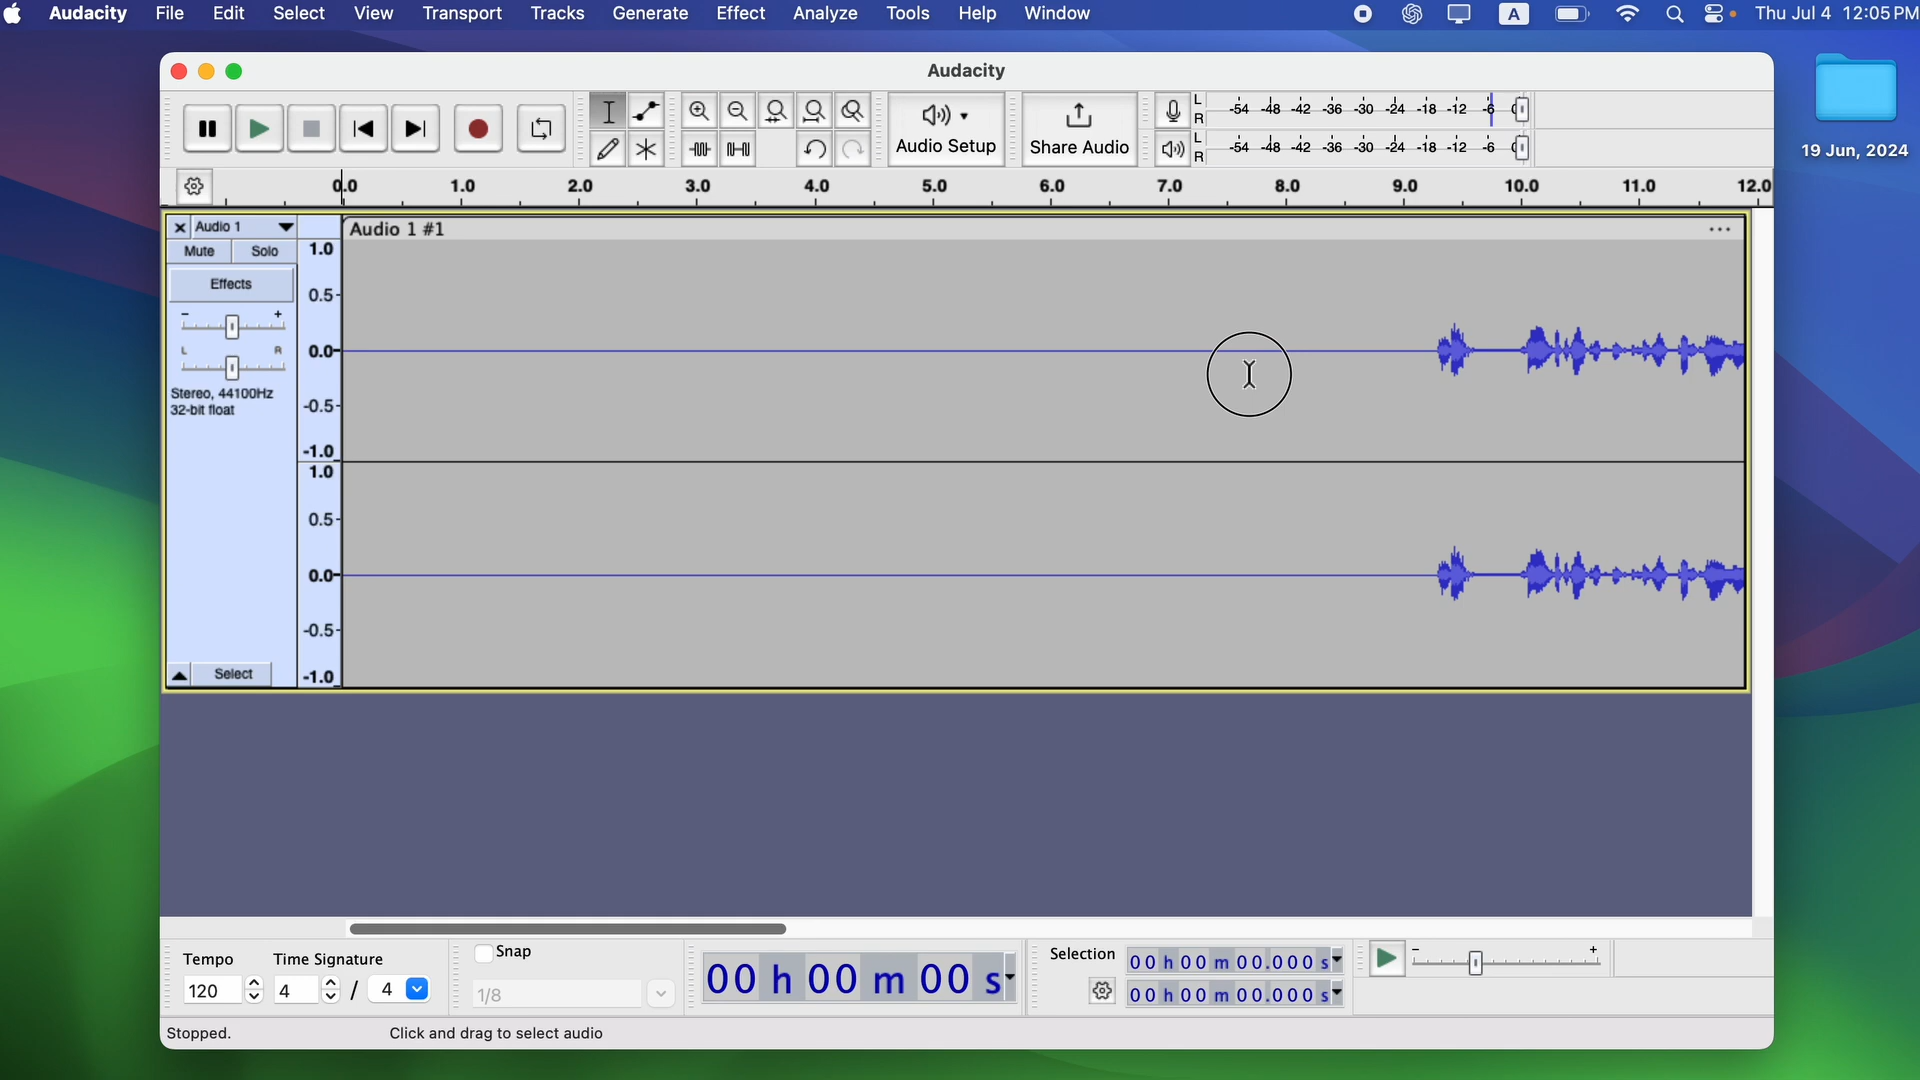 Audacity File Edit Select View Transport Tracks Generate Effect Analyze Tools Help Window A Thu Jul 4 12:05 PM
Audacity
19 Jun, 2024
Audio Setup
Share Audio
L
R
-54 -48 -42 -36 -30 -24 -18 -12 -6 0
L
R
-54 -48 -42 -36 -30 -24 -18 -12 -6 0
0.0 1.0 2.0 3.0 4.0 5.0 6.0 7.0 8.0 9.0 10.0 11.0 12.0
Audio 1
Audio 1 #1
Mute Solo
Effects
- +
L R
Stereo, 44100Hz
32-bit float
Select
1.0
0.5-
0.0-
-0.5-
-1.0
1.0
0.5-
0.0-
-0.5-
-1.0
Tempo
120
Time Signature
4 / 4
Snap
1/8
00 h 00 m 00 s
Selection
00 h 00 m 00.000 s
00 h 00 m 00.000 s
- +
Stopped. Click and drag to select audio